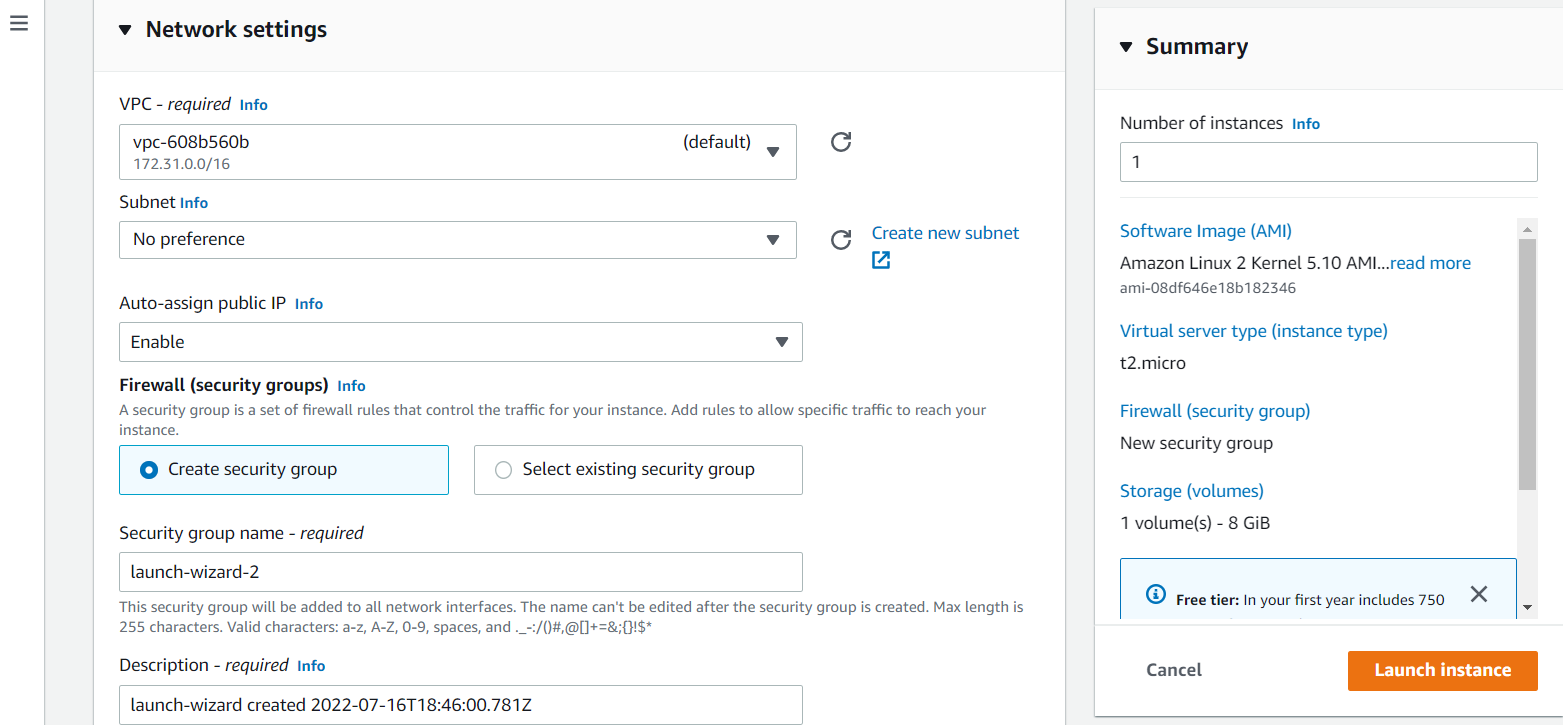 Network settings
VPC - required Info
vpc-608b560b (default)
172.31.0.0/16
Subnet Info
No preference
Create new subnet
Auto-assign public IP Info
Enable
Firewall (security groups) Info
A security group is a set of firewall rules that control the traffic for your instance. Add rules to allow specific traffic to reach your
instance.
Create security group
Select existing security group
Security group name - required
launch-wizard-2
This security group will be added to all network interfaces. The name can't be edited after the security group is created. Max length is
255 characters. Valid characters: a-z, A-Z, 0-9, spaces, and ._-:/()#,@[]+=&;{}!$*
Description - required Info
launch-wizard created 2022-07-16T18:46:00.781Z
Summary
Number of instances Info
1
Software Image (AMI)
Amazon Linux 2 Kernel 5.10 AMI...read more
ami-08df646e18b182346
Virtual server type (instance type)
t2.micro
Firewall (security group)
New security group
Storage (volumes)
1 volume(s) - 8 GiB
Free tier: In your first year includes 750
Cancel
Launch instance